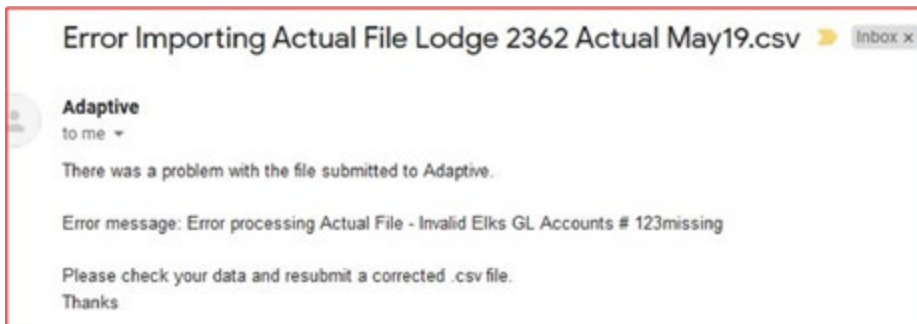 Error Importing Actual File Lodge 2362 Actual May19.csv Inbox x
Adaptive
to me
There was a problem with the file submitted to Adaptive.
Error message: Error processing Actual File - Invalid Elks GL Accounts # 123missing
Please check your data and resubmit a corrected .csv file.
Thanks